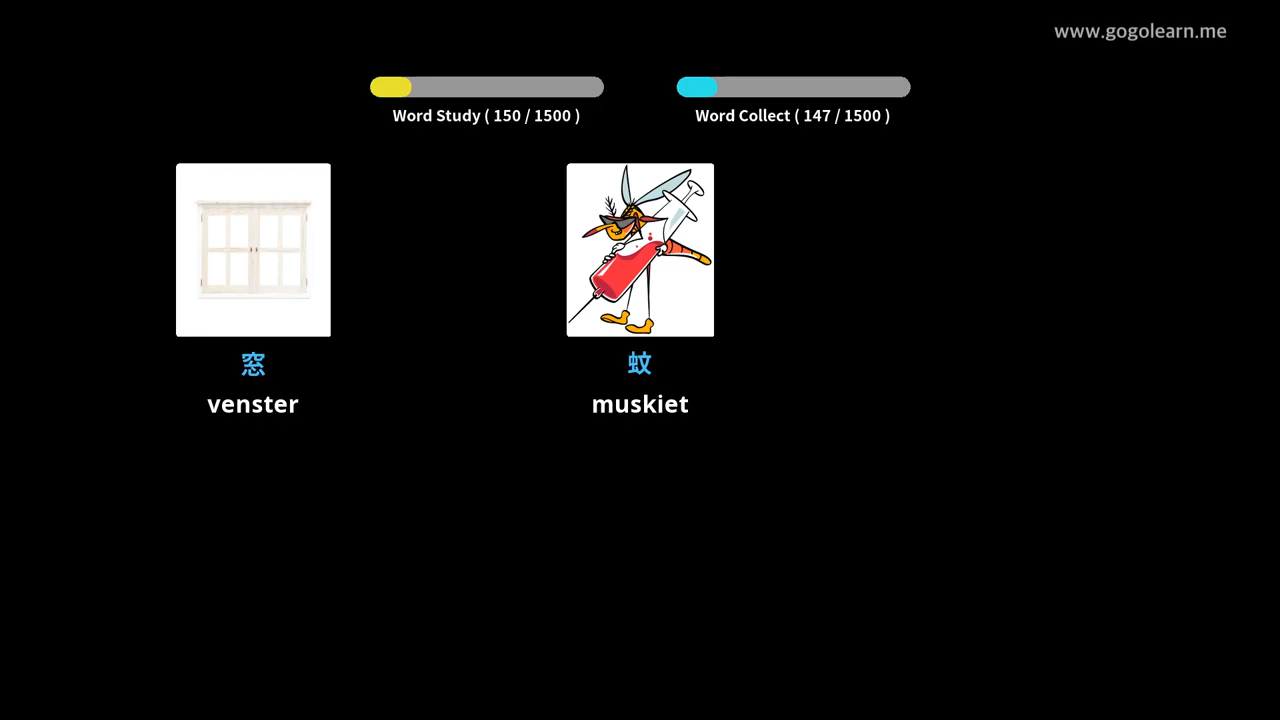 www.gogolearn.me
Word Study ( 150 / 1500 )
Word Collect ( 147 / 1500 )
窓
venster
蚊
muskiet